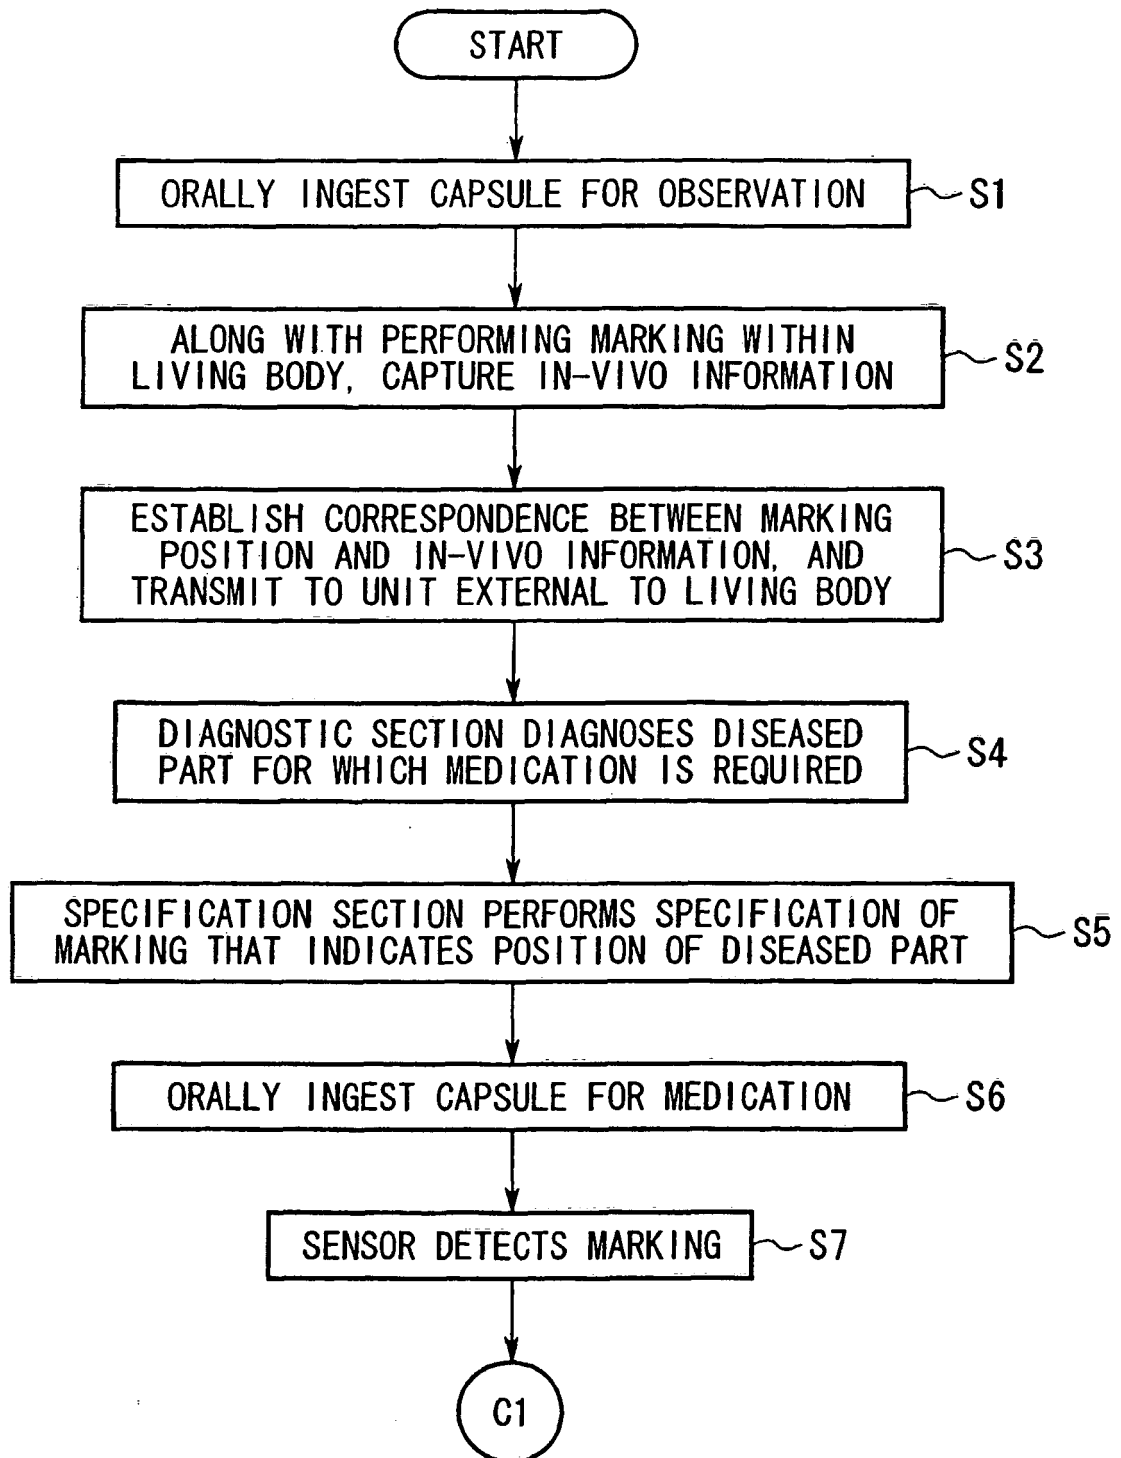 START
ORALLY INGEST CAPSULE FOR OBSERVATION
S1
ALONG WITH PERFORMING MARKING WITHIN
LIVING BODY, CAPTURE IN-VIVO INFORMATION
S2
ESTABLISH CORRESPONDENCE BETWEEN MARKING
POSITION AND IN-VIVO INFORMATION, AND
TRANSMIT TO UNIT EXTERNAL TO LIVING BODY
S3
DIAGNOSTIC SECTION DIAGNOSES DISEASED
PART FOR WHICH MEDICATION IS REQUIRED
S4
SPECIFICATION SECTION PERFORMS SPECIFICATION OF
MARKING THAT INDICATES POSITION OF DISEASED PART
S5
ORALLY INGEST CAPSULE FOR MEDICATION
S6
SENSOR DETECTS MARKING
S7
C1